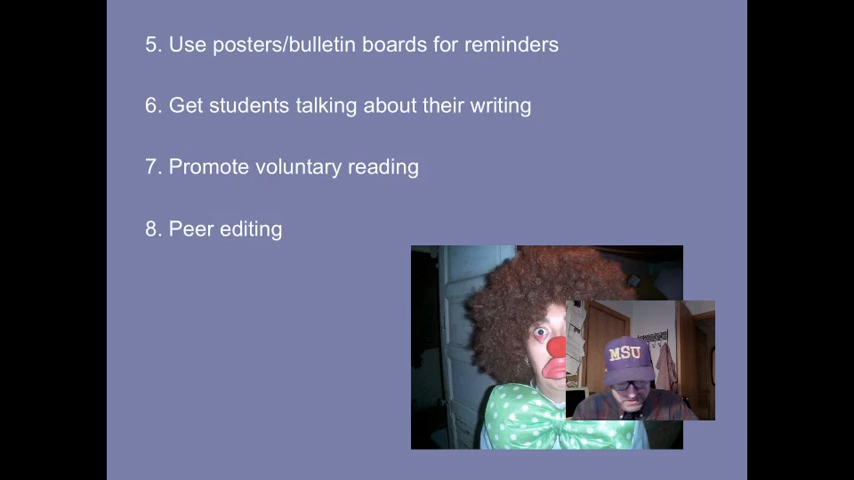 5. Use posters/bulletin boards for reminders
6. Get students talking about their writing
7. Promote voluntary reading
8. Peer editing
MSU